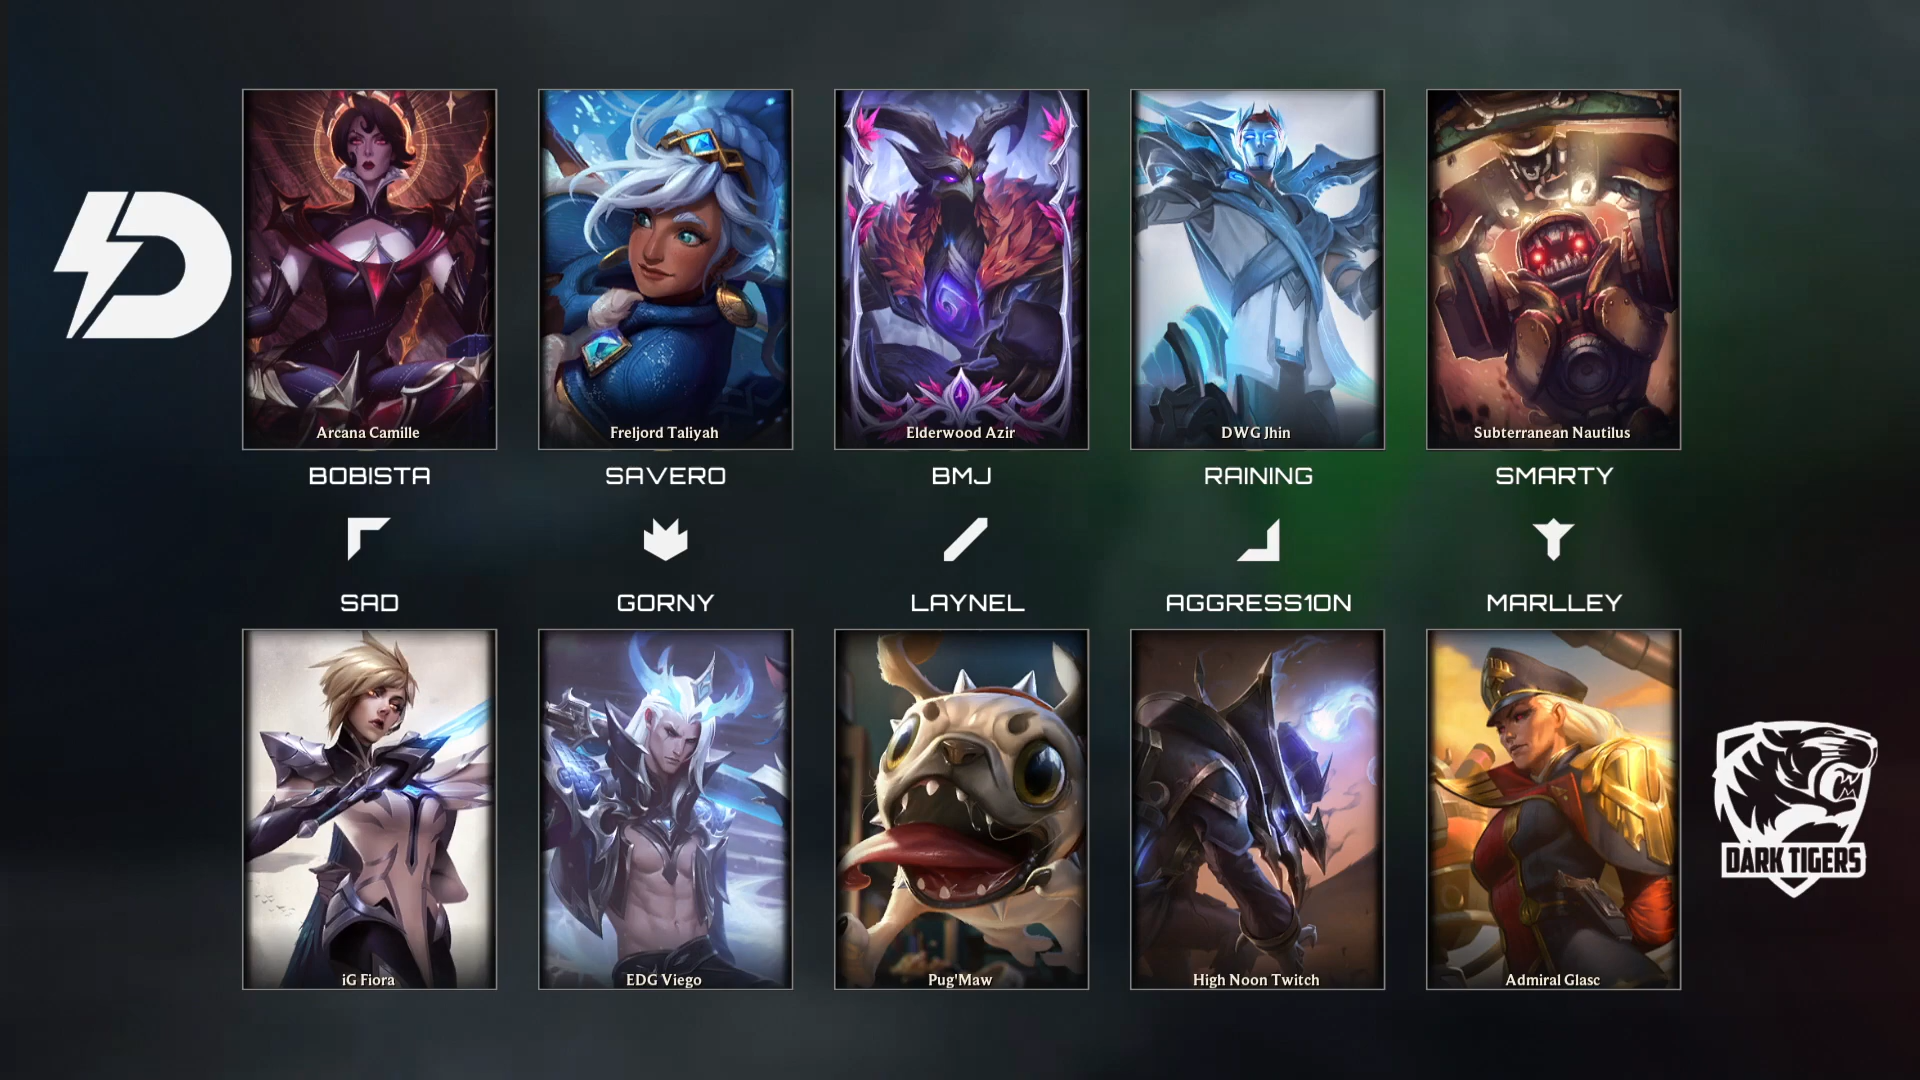 Arcana Camille
Freljord Taliyah
Elderwood Azir
DWG Jhin
Subterranean Nautilus
BOBISTA
SAVERO
BMJ
RAINING
SMARTY
SAD
GORNY
LAYNEL
AGGRESS1ON
MARLLEY
iG Fiora
EDG Viego
Pug'Maw
High Noon Twitch
Admiral Glasc
DARK TIGERS